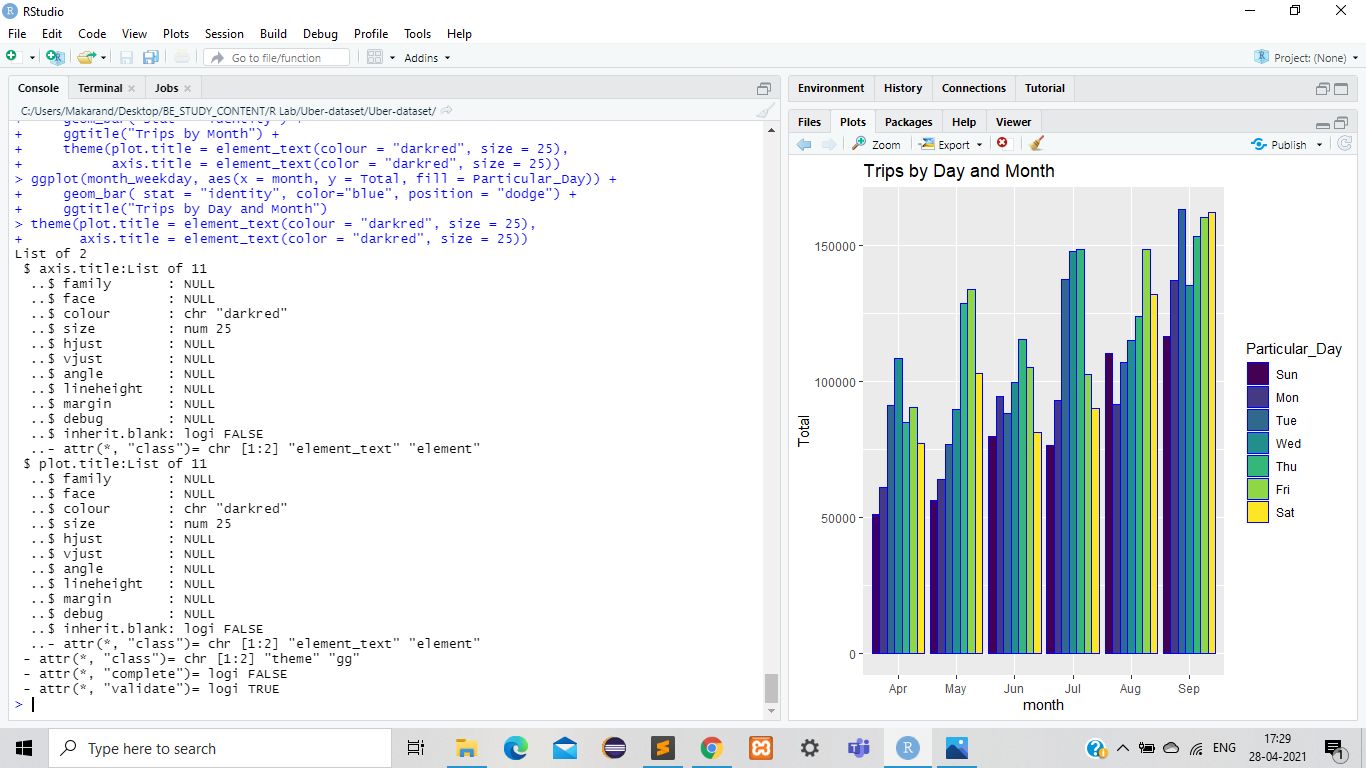 RStudio
File Edit Code View Plots Session Build Debug Profile Tools Help
Go to file/function Addins Project: (None)
Console Terminal Jobs
C:/Users/Makarand/Desktop/BE_STUDY_CONTENT/R Lab/Uber-dataset/Uber-dataset/
+     ggtitle("Trips by Month") +
+     theme(plot.title = element_text(colour = "darkred", size = 25),
+           axis.title = element_text(color = "darkred", size = 25))
> ggplot(month_weekday, aes(x = month, y = Total, fill = Particular_Day)) +
+     geom_bar( stat = "identity", color="blue", position = "dodge") +
+     ggtitle("Trips by Day and Month")
> theme(plot.title = element_text(colour = "darkred", size = 25),
+       axis.title = element_text(color = "darkred", size = 25))
List of 2
 $ axis.title:List of 11
  ..$ family       : NULL
  ..$ face         : NULL
  ..$ colour       : chr "darkred"
  ..$ size         : num 25
  ..$ hjust        : NULL
  ..$ vjust        : NULL
  ..$ angle        : NULL
  ..$ lineheight   : NULL
  ..$ margin       : NULL
  ..$ debug        : NULL
  ..$ inherit.blank: logi FALSE
  ..- attr(*, "class")= chr [1:2] "element_text" "element"
 $ plot.title:List of 11
  ..$ family       : NULL
  ..$ face         : NULL
  ..$ colour       : chr "darkred"
  ..$ size         : num 25
  ..$ hjust        : NULL
  ..$ vjust        : NULL
  ..$ angle        : NULL
  ..$ lineheight   : NULL
  ..$ margin       : NULL
  ..$ debug        : NULL
  ..$ inherit.blank: logi FALSE
  ..- attr(*, "class")= chr [1:2] "element_text" "element"
 - attr(*, "class")= chr [1:2] "theme" "gg"
 - attr(*, "complete")= logi FALSE
 - attr(*, "validate")= logi TRUE
>
Environment History Connections Tutorial
Files Plots Packages Help Viewer
Zoom Export Publish
Trips by Day and Month
150000
100000
50000
0
Total
Apr May Jun Jul Aug Sep
month
Particular_Day
Sun
Mon
Tue
Wed
Thu
Fri
Sat
Type here to search
ENG
17:29
28-04-2021
1